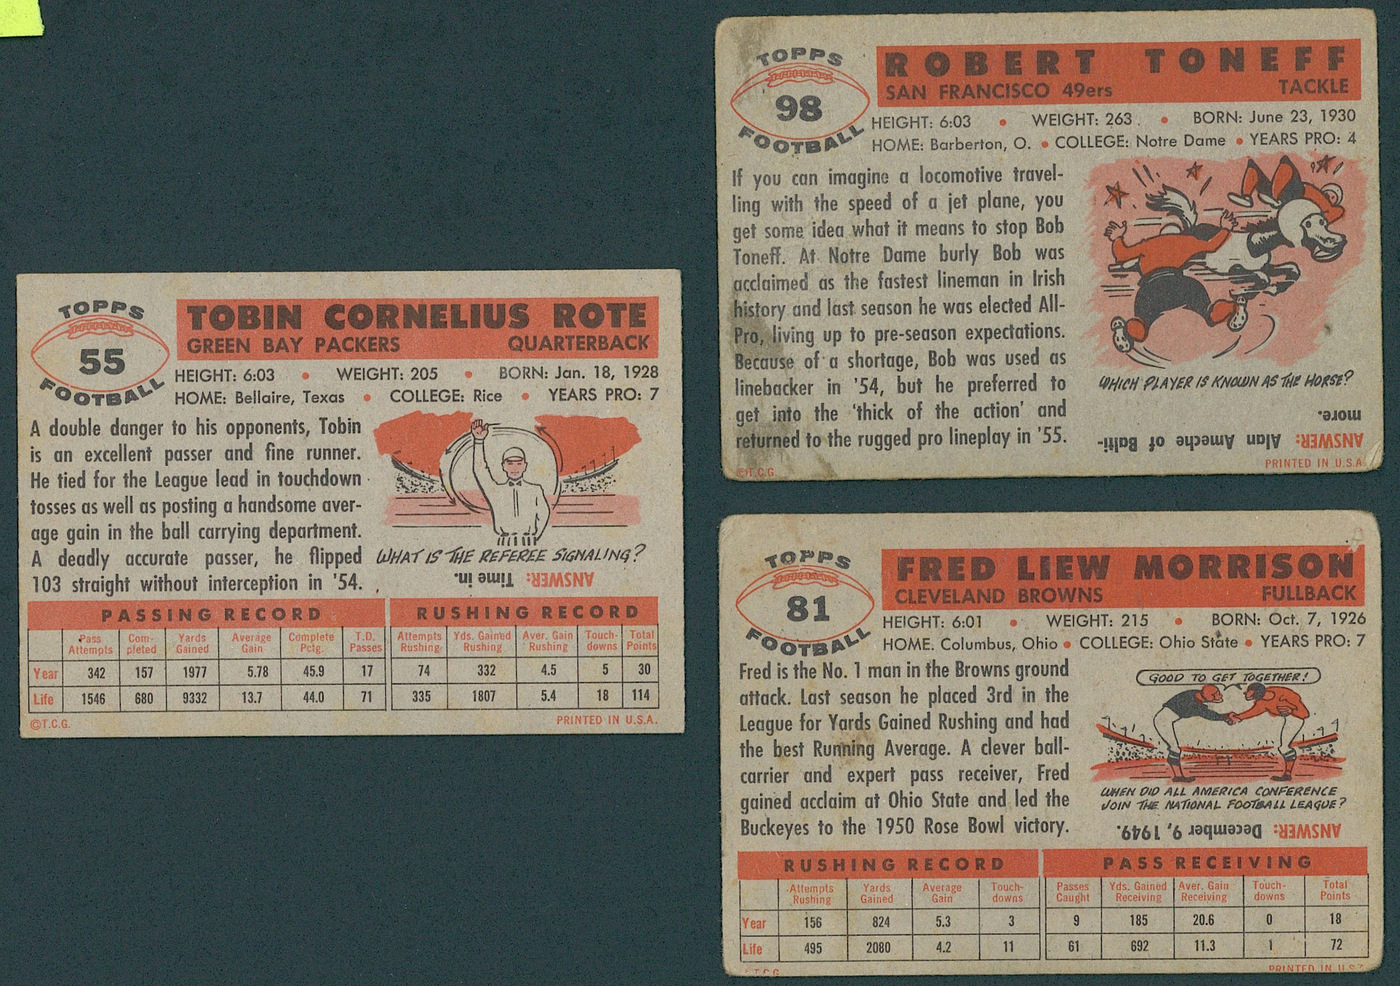 TOPPS
55
FOOTBALL
TOBIN CORNELIUS ROTE
GREEN BAY PACKERS QUARTERBACK
HEIGHT: 6:03 • WEIGHT: 205 • BORN: Jan. 18, 1928
HOME: Bellaire, Texas • COLLEGE: Rice • YEARS PRO: 7
A double danger to his opponents, Tobin
is an excellent passer and fine runner.
He tied for the League lead in touchdown
tosses as well as posting a handsome aver-
age gain in the ball carrying department.
A deadly accurate passer, he flipped
103 straight without interception in '54.
WHAT IS THE REFEREE SIGNALING?
ANSWER: Time in.
PASSING RECORD RUSHING RECORD
Pass Attempts Com-pleted Yards Gained Average Gain Complete Pctg. T.D. Passes Attempts Rushing Yds. Gained Rushing Aver. Gain Rushing Touch-downs Total Points
Year 342 157 1977 5.78 45.9 17 74 332 4.5 5 30
Life 1546 680 9332 13.7 44.0 71 335 1807 5.4 18 114
©T.C.G. PRINTED IN U.S.A.
TOPPS
98
FOOTBALL
ROBERT TONEFF
SAN FRANCISCO 49ers TACKLE
HEIGHT: 6:03 • WEIGHT: 263 • BORN: June 23, 1930
HOME: Barberton, O. • COLLEGE: Notre Dame • YEARS PRO: 4
If you can imagine a locomotive travel-
ling with the speed of a jet plane, you
get some idea what it means to stop Bob
Toneff. At Notre Dame burly Bob was
acclaimed as the fastest lineman in Irish
history and last season he was elected All-
Pro, living up to pre-season expectations.
Because of a shortage, Bob was used as
linebacker in '54, but he preferred to
get into the 'thick of the action' and
returned to the rugged pro lineplay in '55.
WHICH PLAYER IS KNOWN AS THE HORSE?
ANSWER: Alan Ameche of Balti-
more.
©T.C.G. PRINTED IN U.S.A
TOPPS
81
FOOTBALL
FRED LIEW MORRISON
CLEVELAND BROWNS FULLBACK
HEIGHT: 6:01 • WEIGHT: 215 • BORN: Oct. 7, 1926
HOME. Columbus, Ohio • COLLEGE: Ohio State • YEARS PRO: 7
Fred is the No. 1 man in the Browns ground
attack. Last season he placed 3rd in the
League for Yards Gained Rushing and had
the best Running Average. A clever ball-
carrier and expert pass receiver, Fred
gained acclaim at Ohio State and led the
Buckeyes to the 1950 Rose Bowl victory.
GOOD TO GET TOGETHER!
WHEN DID ALL AMERICA CONFERENCE
JOIN THE NATIONAL FOOTBALL LEAGUE?
ANSWER: December 9, 1949.
RUSHING RECORD PASS RECEIVING
Attempts Rushing Yards Gained Average Gain Touch-downs Passes Caught Yds. Gained Receiving Aver. Gain Receiving Touch-downs Total Points
Year 156 824 5.3 3 9 185 20.6 0 18
Life 495 2080 4.2 11 61 692 11.3 1 72
T.C.G. PRINTED IN U.S.